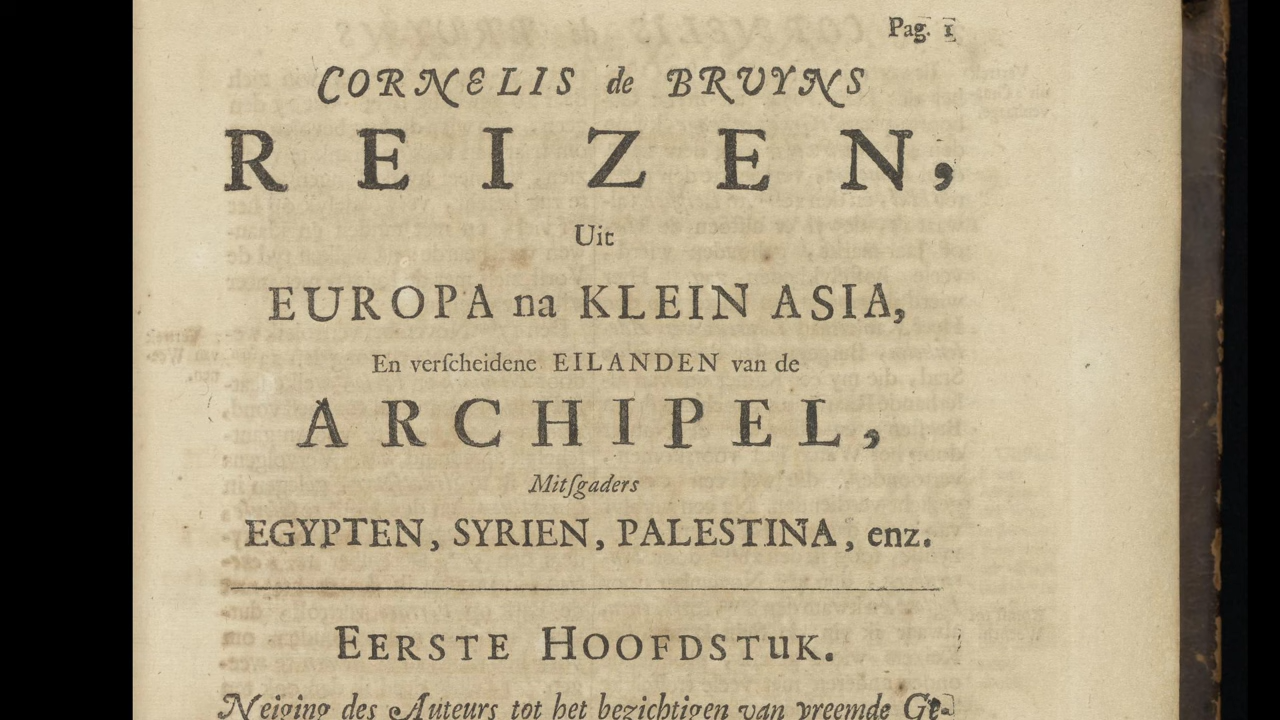 Pag. 1
CORNELIS de BRUYNS
REIZEN,
Uit
EUROPA na KLEIN ASIA,
En verſcheidene EILANDEN van de
ARCHIPEL,
Mitſgaders
EGYPTEN, SYRIEN, PALESTINA, enz.
EERSTE HOOFDSTUK.
Neiging des Auteurs tot het bezichtigen van vreemde Ge-